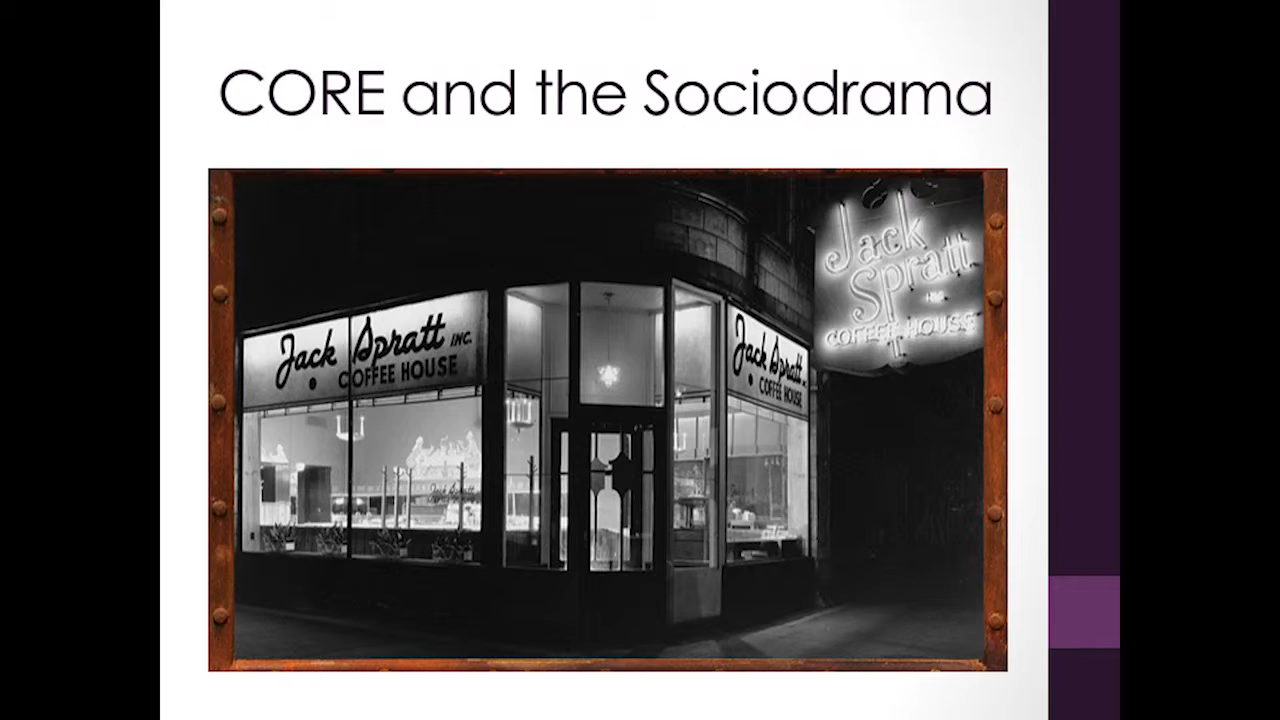 CORE and the Sociodrama
Jack Spratt INC.
COFFEE HOUSE
Jack Spratt
COFFEE HOUSE
Jack
Spratt
INC.
COFFEE HOUSE